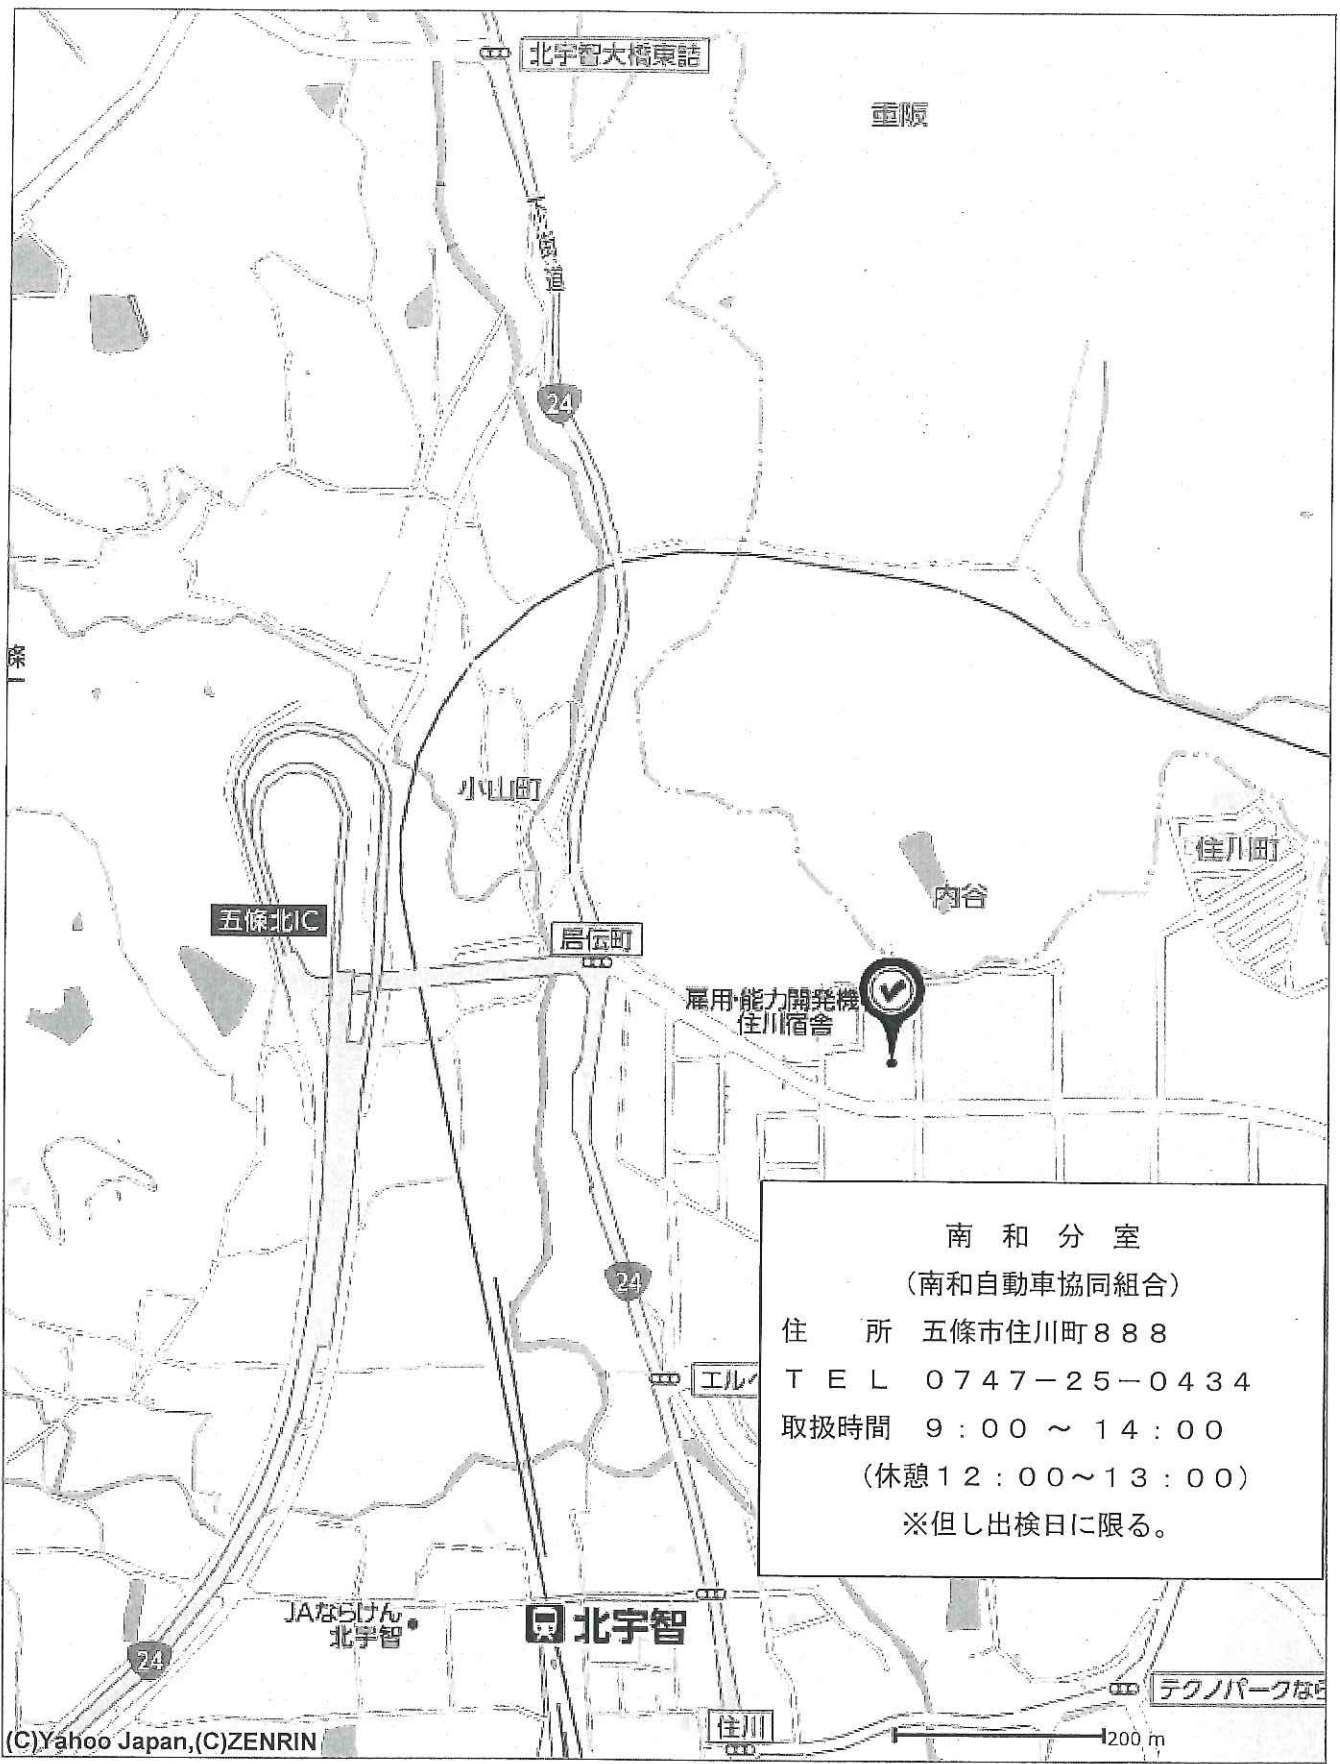 北宇智大橋東詰
重阪
下街道
24
條
小山町
住川町
内谷
五條北IC
居伝町
雇用・能力開発機
住川宿舎
南和分室
（南和自動車協同組合）
住　　所　五條市住川町８８８
ＴＥＬ　０７４７－２５－０４３４
取扱時間　９：００ ～ １４：００
（休憩１２：００～１３：００）
※但し出検日に限る。
24
エル
JAならけん
北宇智
北宇智
24
テクノパークなら
住川
200 m
(C)Yahoo Japan,(C)ZENRIN